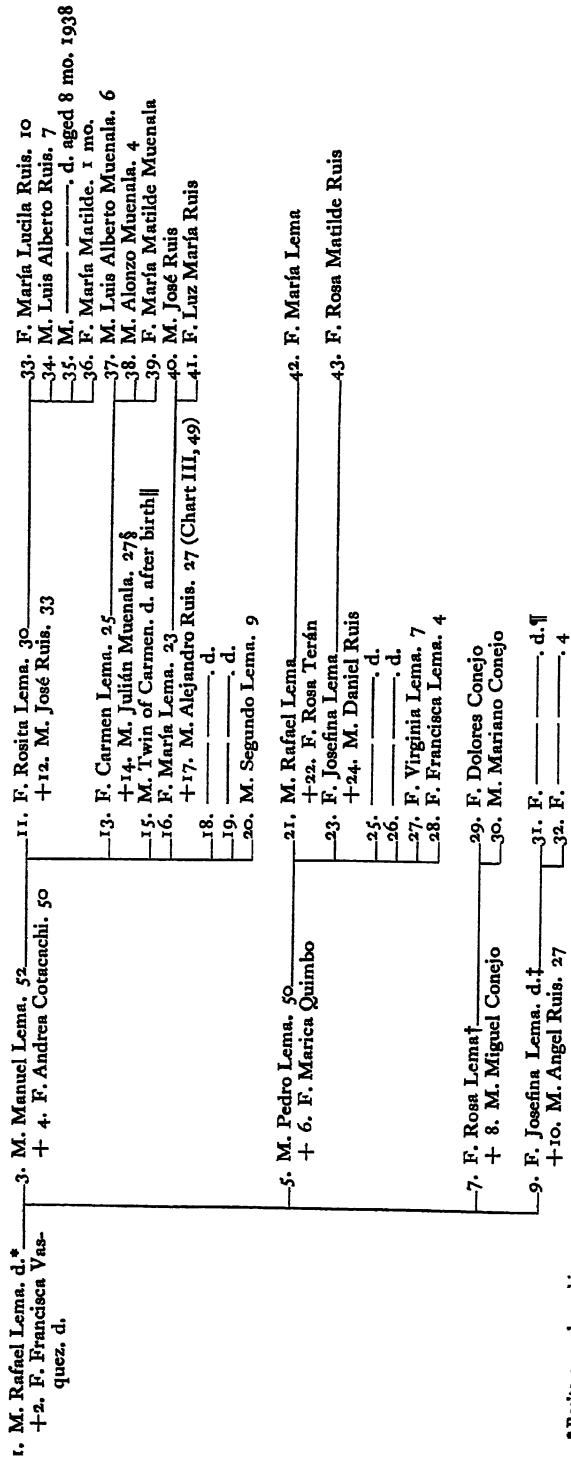 1. M. Rafael Lema. d.*
+2. F. Francisca Vas-
quez. d.
3. M. Manuel Lema. 52
+ 4. F. Andrea Cotacachi. 50
5. M. Pedro Lema. 50
+ 6. F. Marica Quimbo
7. F. Rosa Lema†
+ 8. M. Miguel Conejo
9. F. Josefina Lema. d.‡
+10. M. Angel Ruis. 27
11. F. Rosita Lema. 30
+12. M. José Ruis. 33
13. F. Carmen Lema. 25
+14. M. Julián Muenala. 27§
15. M. Twin of Carmen. d. after birth‖
16. F. María Lema. 23
+17. M. Alejandro Ruis. 27 (Chart III, 49)
18. ——— ———. d.
19. ——— ———. d.
20. M. Segundo Lema. 9
21. M. Rafael Lema
+22. F. Rosa Terán
23. F. Josefina Lema
+24. M. Daniel Ruis
25. ——— ———. d.
26. ——— ———. d.
27. F. Virginia Lema. 7
28. F. Francisca Lema. 4
29. F. Dolores Conejo
30. M. Mariano Conejo
31. F. ——— ———. d.¶
32. F. ——— ———. 4
33. F. María Lucila Ruis. 10
34. M. Luis Alberto Ruis. 7
35. M. ——— ———. d. aged 8 mo. 1938
36. F. María Matilde. 1 mo.
37. M. Luis Alberto Muenala. 6
38. M. Alonzo Muenala. 4
39. F. María Matilde Muenala
40. M. José Ruis
41. F. Luz María Ruis
42. F. María Lema
43. F. Rosa Matilde Ruis